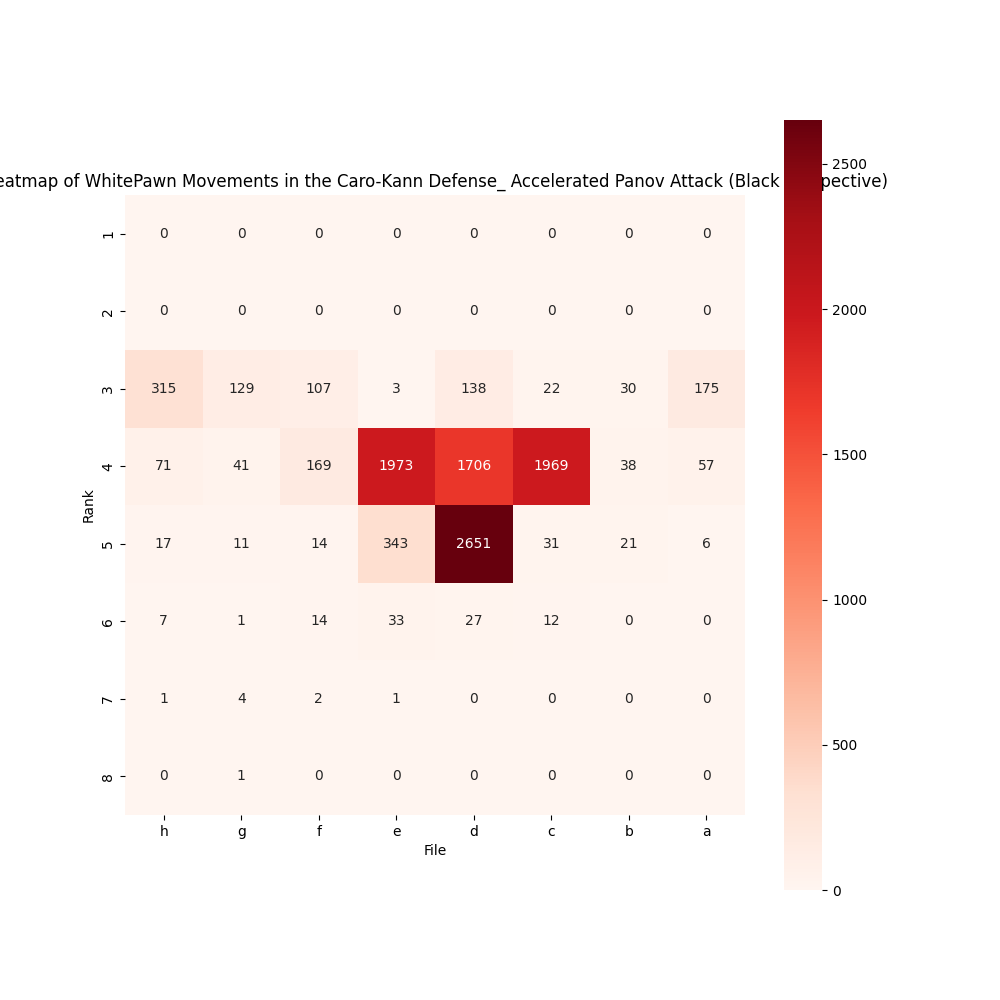 eatmap of WhitePawn Movements in the Caro-Kann Defense_ Accelerated Panov Attack (Black pective)
2500
2000
1500
1000
500
0
Rank
1 0 0 0 0 0 0 0 0
2 0 0 0 0 0 0 0 0
3 315 129 107 3 138 22 30 175
4 71 41 169 1973 1706 1969 38 57
5 17 11 14 343 2651 31 21 6
6 7 1 14 33 27 12 0 0
7 1 4 2 1 0 0 0 0
8 0 1 0 0 0 0 0 0
h g f e d c b a
File